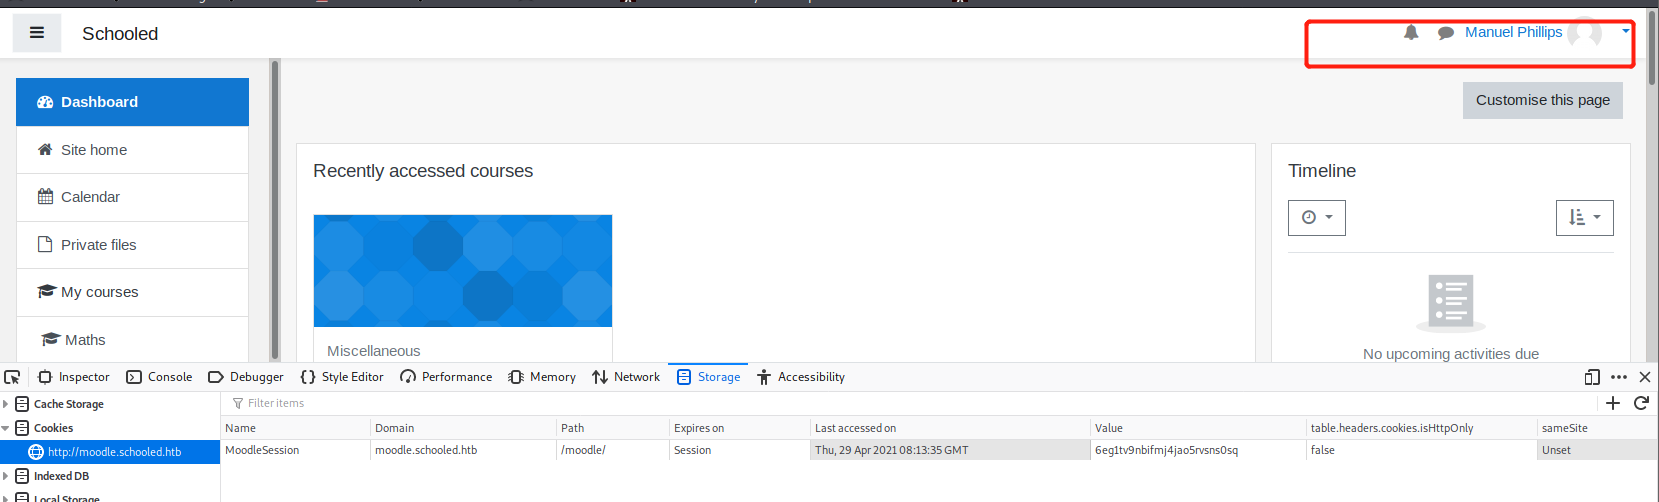 Schooled
Manuel Phillips
Dashboard
Customise this page
Site home
Calendar
Private files
My courses
Maths
Recently accessed courses
Miscellaneous
Timeline
No upcoming activities due
Inspector Console Debugger Style Editor Performance Memory Network Storage Accessibility
Cache Storage
Filter items
Cookies
Name Domain Path Expires on Last accessed on Value table.headers.cookies.isHttpOnly sameSite
http://moodle.schooled.htb
MoodleSession moodle.schooled.htb /moodle/ Session Thu, 29 Apr 2021 08:13:35 GMT 6eg1tv9nbifmj4jao5rvsns0sq false Unset
Indexed DB
Local Storage